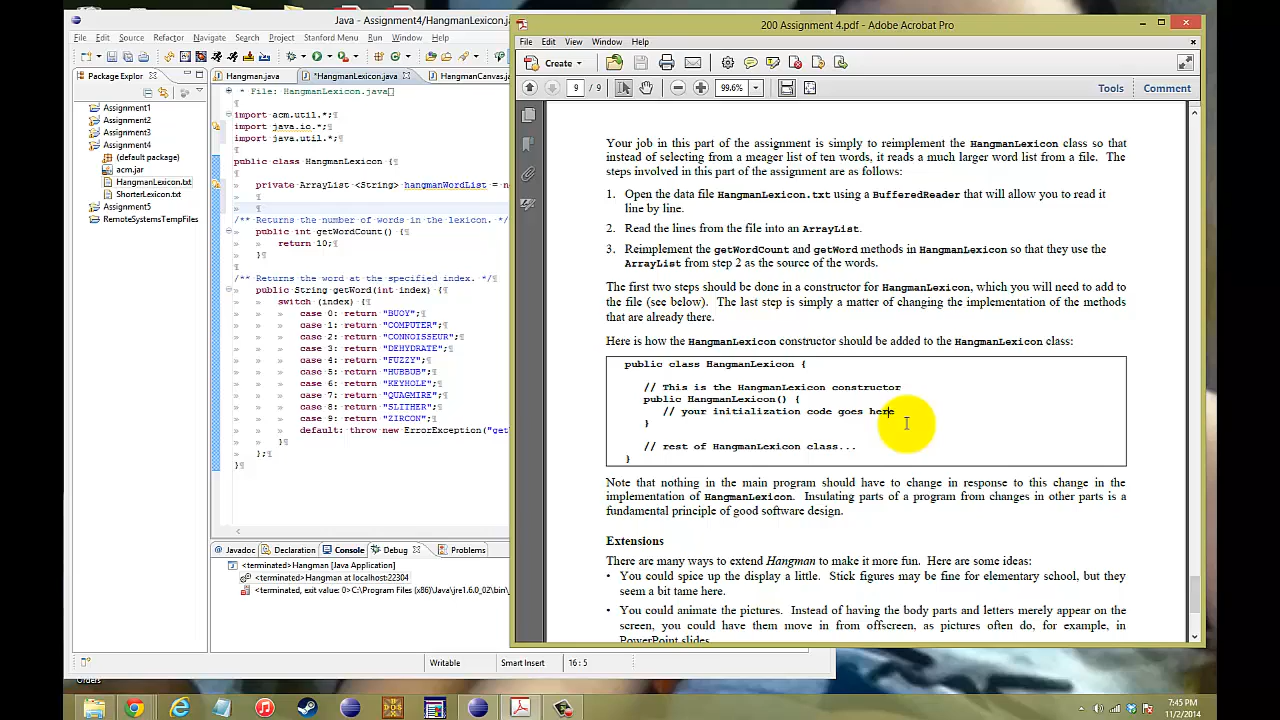 Java - Assignment4/HangmanLexicon.j
File Edit Source Refactor Navigate Search Project Stanford Menu Run Window Help
Package Explor
Assignment1
Assignment2
Assignment3
Assignment4
(default package)
acm.jar
HangmanLexicon.txt
ShorterLexicon.txt
Assignment5
RemoteSystemsTempFiles
Hangman.java *HangmanLexicon.java HangmanCanvas.ja
* File: HangmanLexicon.java
import acm.util.*;
import java.io.*;
import java.util.*;
public class HangmanLexicon {
private ArrayList <String> hangmanWordList = n
/** Returns the number of words in the lexicon. */
public int getWordCount() {
return 10;
}
/** Returns the word at the specified index. */
public String getWord(int index) {
switch (index) {
case 0: return "BUOY";
case 1: return "COMPUTER";
case 2: return "CONNOISSEUR";
case 3: return "DEHYDRATE";
case 4: return "FUZZY";
case 5: return "HUBBUB";
case 6: return "KEYHOLE";
case 7: return "QUAGMIRE";
case 8: return "SLITHER";
case 9: return "ZIRCON";
default: throw new ErrorException("get
}
};
}
Javadoc Declaration Console Debug Problems
<terminated>Hangman [Java Application]
<terminated>Hangman at localhost:22304
<terminated, exit value: 0>C:\Program Files (x86)\Java\jre1.6.0_02\bin\
Writable Smart Insert 16 : 5
200 Assignment 4.pdf - Adobe Acrobat Pro
File Edit View Window Help
Create
9 / 9 99.6%
Tools Comment
Your job in this part of the assignment is simply to reimplement the HangmanLexicon class so that
instead of selecting from a meager list of ten words, it reads a much larger word list from a file. The
steps involved in this part of the assignment are as follows:
1. Open the data file HangmanLexicon.txt using a BufferedReader that will allow you to read it
line by line.
2. Read the lines from the file into an ArrayList.
3. Reimplement the getWordCount and getWord methods in HangmanLexicon so that they use the
ArrayList from step 2 as the source of the words.
The first two steps should be done in a constructor for HangmanLexicon, which you will need to add to
the file (see below). The last step is simply a matter of changing the implementation of the methods
that are already there.
Here is how the HangmanLexicon constructor should be added to the HangmanLexicon class:
public class HangmanLexicon {
// This is the HangmanLexicon constructor
public HangmanLexicon() {
// your initialization code goes here
}
// rest of HangmanLexicon class...
}
Note that nothing in the main program should have to change in response to this change in the
implementation of HangmanLexicon. Insulating parts of a program from changes in other parts is a
fundamental principle of good software design.
Extensions
There are many ways to extend Hangman to make it more fun. Here are some ideas:
• You could spice up the display a little. Stick figures may be fine for elementary school, but they
seem a bit tame here.
• You could animate the pictures. Instead of having the body parts and letters merely appear on the
screen, you could have them move in from offscreen, as pictures often do, for example, in
PowerPoint slides.
Orders
7:45 PM
11/2/2014